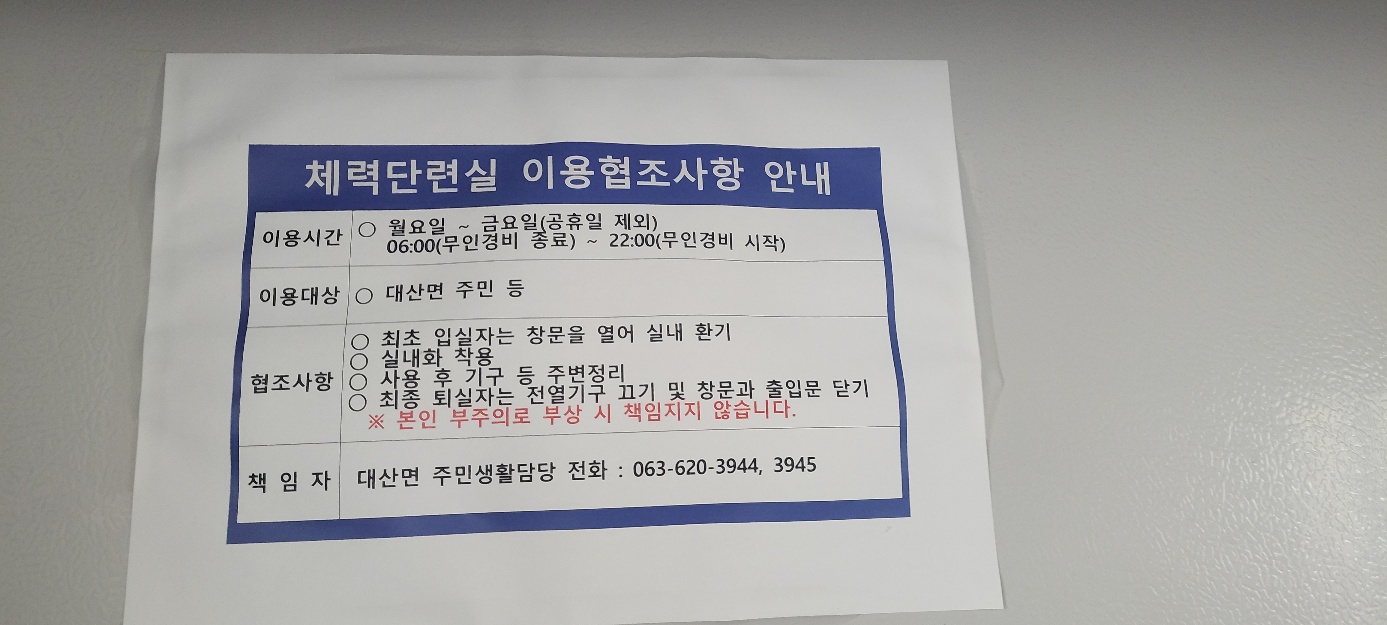 체력단련실 이용협조사항 안내
이용시간
○ 월요일 ~ 금요일(공휴일 제외)
06:00(무인경비 종료) ~ 22:00(무인경비 시작)
이용대상
○ 대산면 주민 등
협조사항
○ 최초 입실자는 창문을 열어 실내 환기
○ 실내화 착용
○ 사용 후 기구 등 주변정리
○ 최종 퇴실자는 전열기구 끄기 및 창문과 출입문 닫기
※ 본인 부주의로 부상 시 책임지지 않습니다.
책 임 자
대산면 주민생활담당 전화 : 063-620-3944, 3945